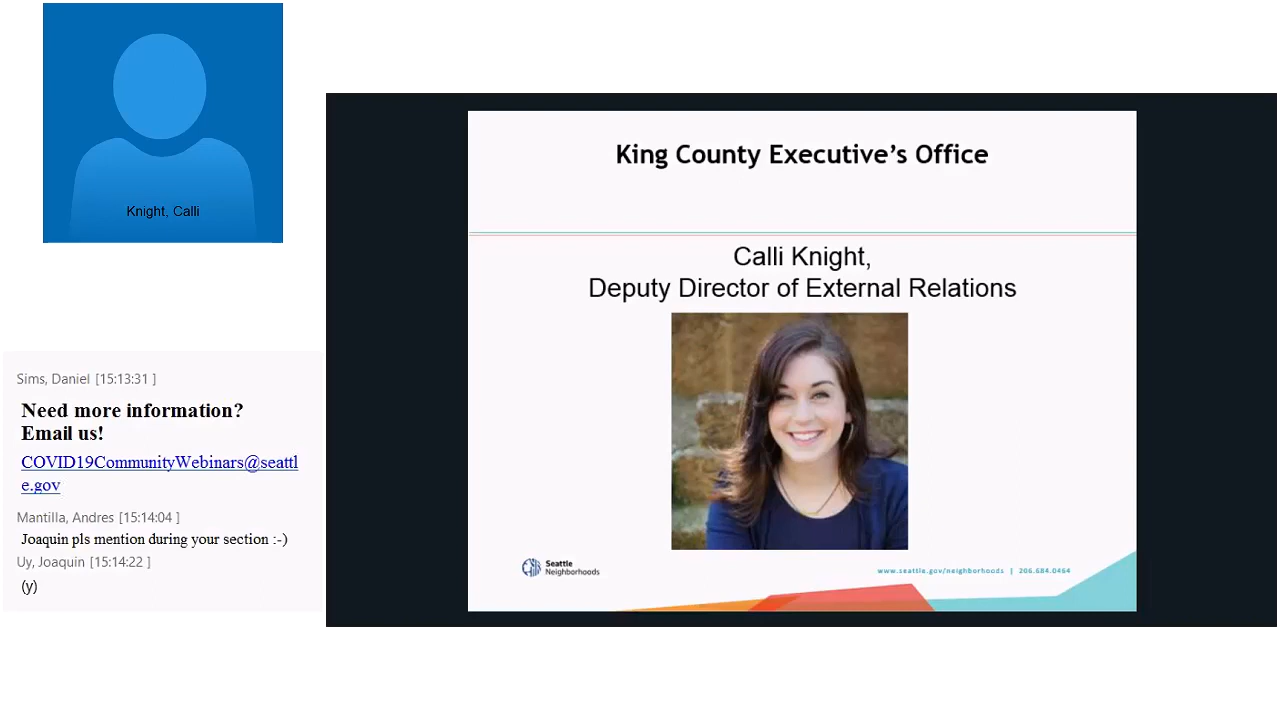 Knight, Calli
Sims, Daniel [15:13:31 ]
Need more information?
Email us!
COVID19CommunityWebinars@seattl
e.gov
Mantilla, Andres [15:14:04 ]
Joaquin pls mention during your section :-)
Uy, Joaquin [15:14:22 ]
(y)
King County Executive's Office
Calli Knight,
Deputy Director of External Relations
Seattle
Neighborhoods
www.seattle.gov/neighborhoods | 206.684.0464